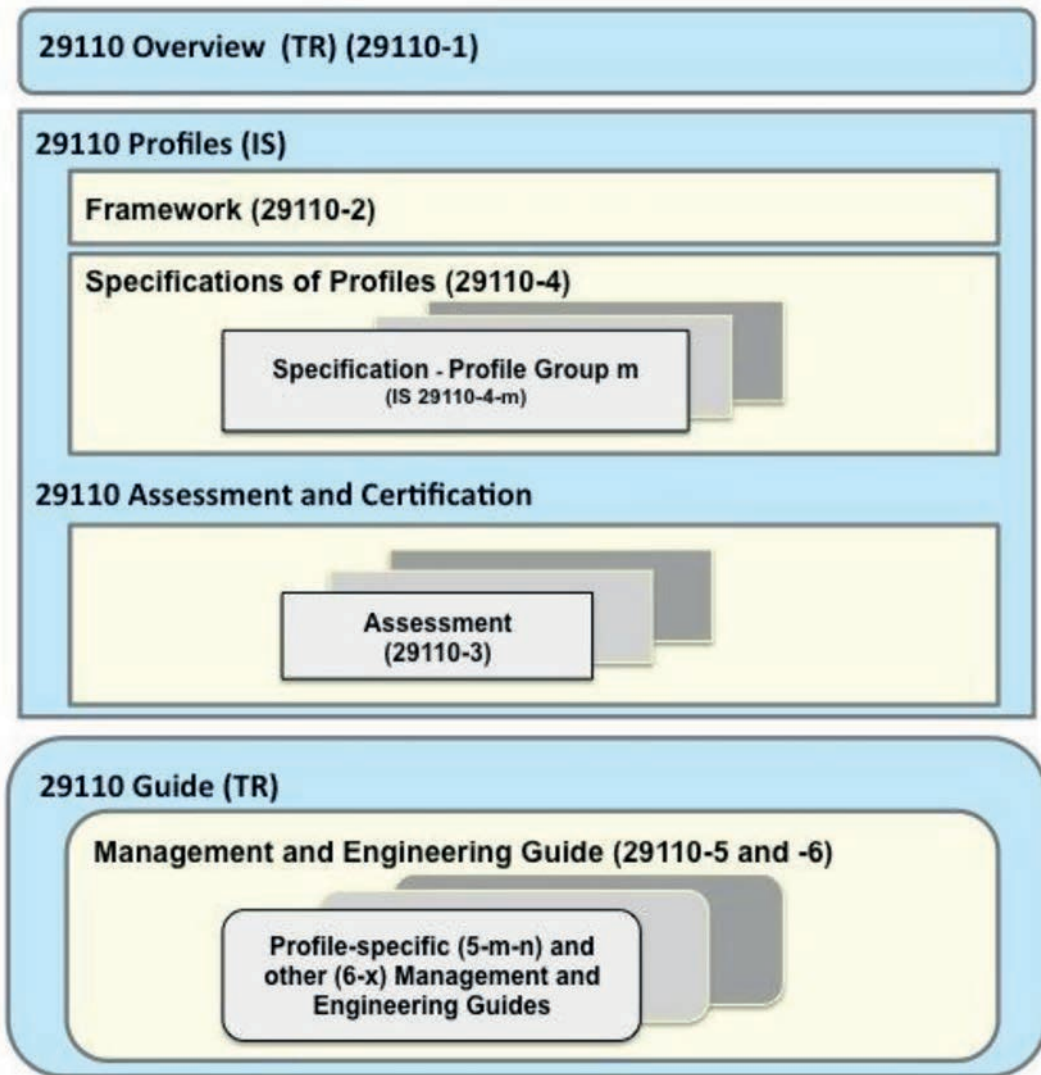 29110 Overview (TR) (29110-1)
29110 Profiles (IS)
Framework (29110-2)
Specifications of Profiles (29110-4)
Specification - Profile Group m
(IS 29110-4-m)
29110 Assessment and Certification
Assessment
(29110-3)
29110 Guide (TR)
Management and Engineering Guide (29110-5 and -6)
Profile-specific (5-m-n) and
other (6-x) Management and
Engineering Guides